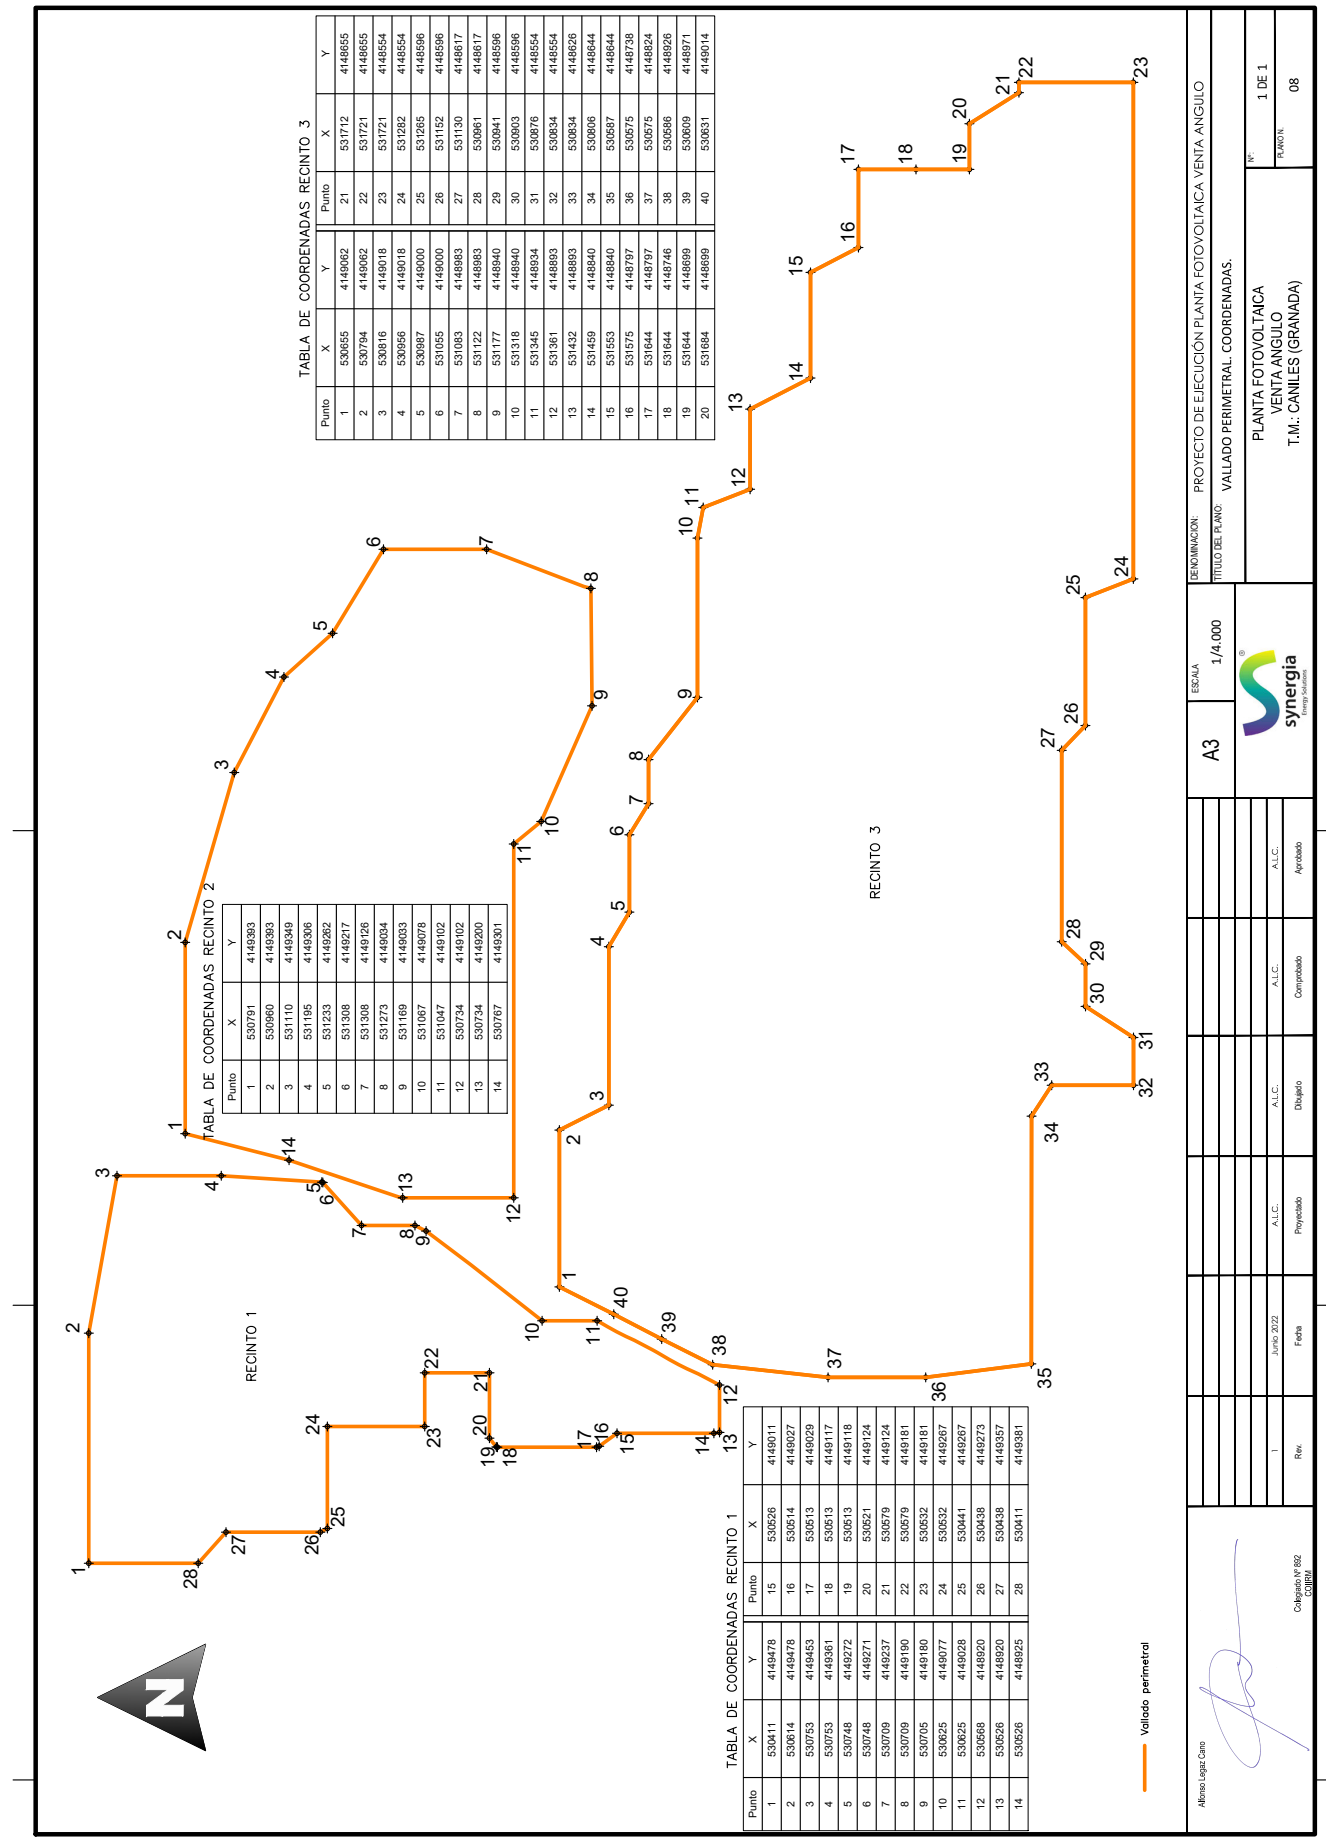 RECINTO 1
RECINTO 2
RECINTO 3
TABLA DE COORDENADAS RECINTO 1
Punto X Y Punto X Y
1 530411 4149478 15 530526 4149011
2 530614 4149478 16 530514 4149027
3 530753 4149453 17 530513 4149029
4 530753 4149361 18 530513 4149117
5 530748 4149272 19 530513 4149118
6 530748 4149271 20 530521 4149124
7 530709 4149237 21 530579 4149124
8 530709 4149190 22 530579 4149181
9 530705 4149180 23 530532 4149181
10 530625 4149077 24 530532 4149267
11 530625 4149028 25 530441 4149267
12 530568 4148920 26 530438 4149273
13 530526 4148920 27 530438 4149357
14 530526 4148925 28 530411 4149381
TABLA DE COORDENADAS RECINTO 2
Punto X Y
1 530791 4149393
2 530960 4149393
3 531110 4149349
4 531195 4149306
5 531233 4149262
6 531308 4149217
7 531308 4149126
8 531273 4149034
9 531169 4149033
10 531067 4149078
11 531047 4149102
12 530734 4149102
13 530734 4149200
14 530767 4149301
TABLA DE COORDENADAS RECINTO 3
Punto X Y Punto X Y
1 530655 4149062 21 531712 4148655
2 530794 4149062 22 531721 4148655
3 530816 4149018 23 531721 4148554
4 530956 4149018 24 531282 4148554
5 530987 4149000 25 531265 4148596
6 531055 4149000 26 531152 4148596
7 531083 4148983 27 531130 4148617
8 531122 4148983 28 530961 4148617
9 531177 4148940 29 530941 4148596
10 531318 4148940 30 530903 4148596
11 531345 4148934 31 530876 4148554
12 531361 4148893 32 530834 4148554
13 531432 4148893 33 530834 4148626
14 531459 4148840 34 530806 4148644
15 531553 4148840 35 530587 4148644
16 531575 4148797 36 530575 4148738
17 531644 4148797 37 530575 4148824
18 531644 4148746 38 530586 4148926
19 531644 4148699 39 530609 4148971
20 531684 4148699 40 530631 4149014
N
Vallado perimetral
Alfonso Legaz Cano
Colegiado Nº 892
COIIRM
1 Junio 2022 A.L.C. A.L.C. A.L.C. A.L.C.
Rev. Fecha Proyectado Dibujado Comprobado Aprobado
A3
ESCALA
1/4.000
synergia
Energy Solutions
®
DENOMINACION: PROYECTO DE EJECUCIÓN PLANTA FOTOVOLTAICA VENTA ANGULO
TÍTULO DEL PLANO: VALLADO PERIMETRAL. COORDENADAS.
PLANTA FOTOVOLTAICA
VENTA ANGULO
T.M.: CANILES (GRANADA)
Nº: 1 DE 1
PLANO N. 08